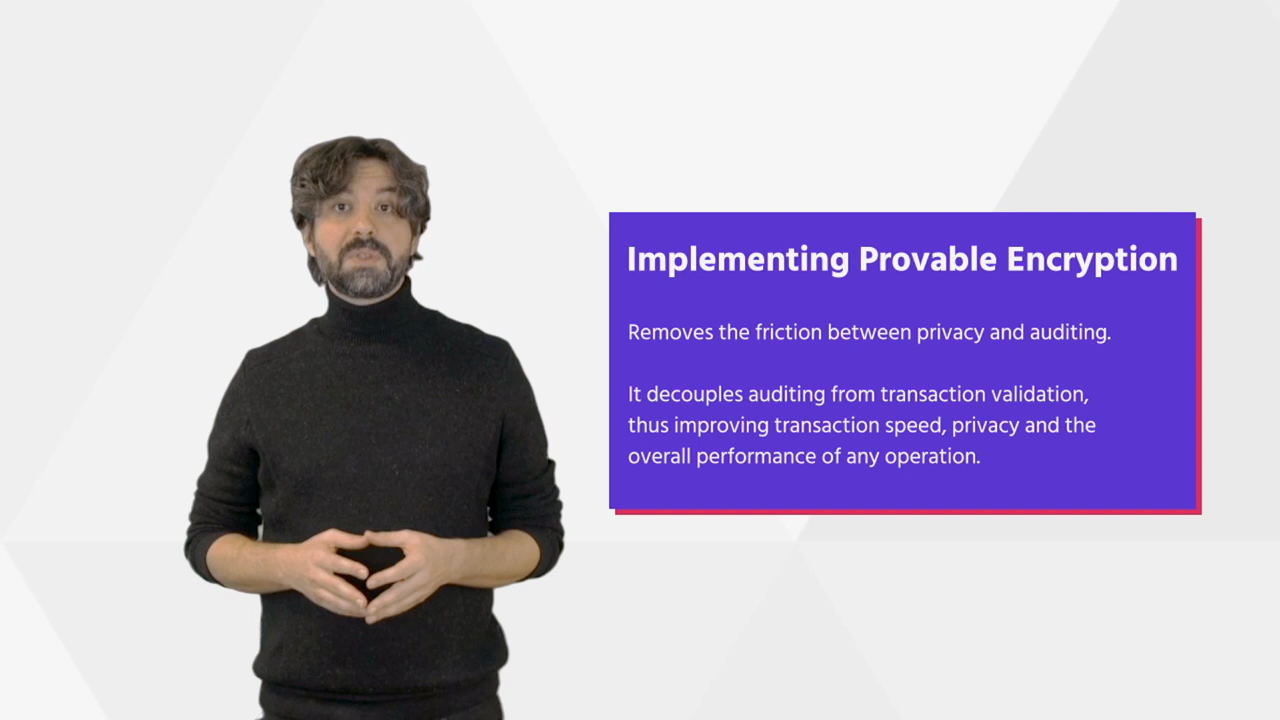 Implementing Provable Encryption
Removes the friction between privacy and auditing.
It decouples auditing from transaction validation,
thus improving transaction speed, privacy and the
overall performance of any operation.